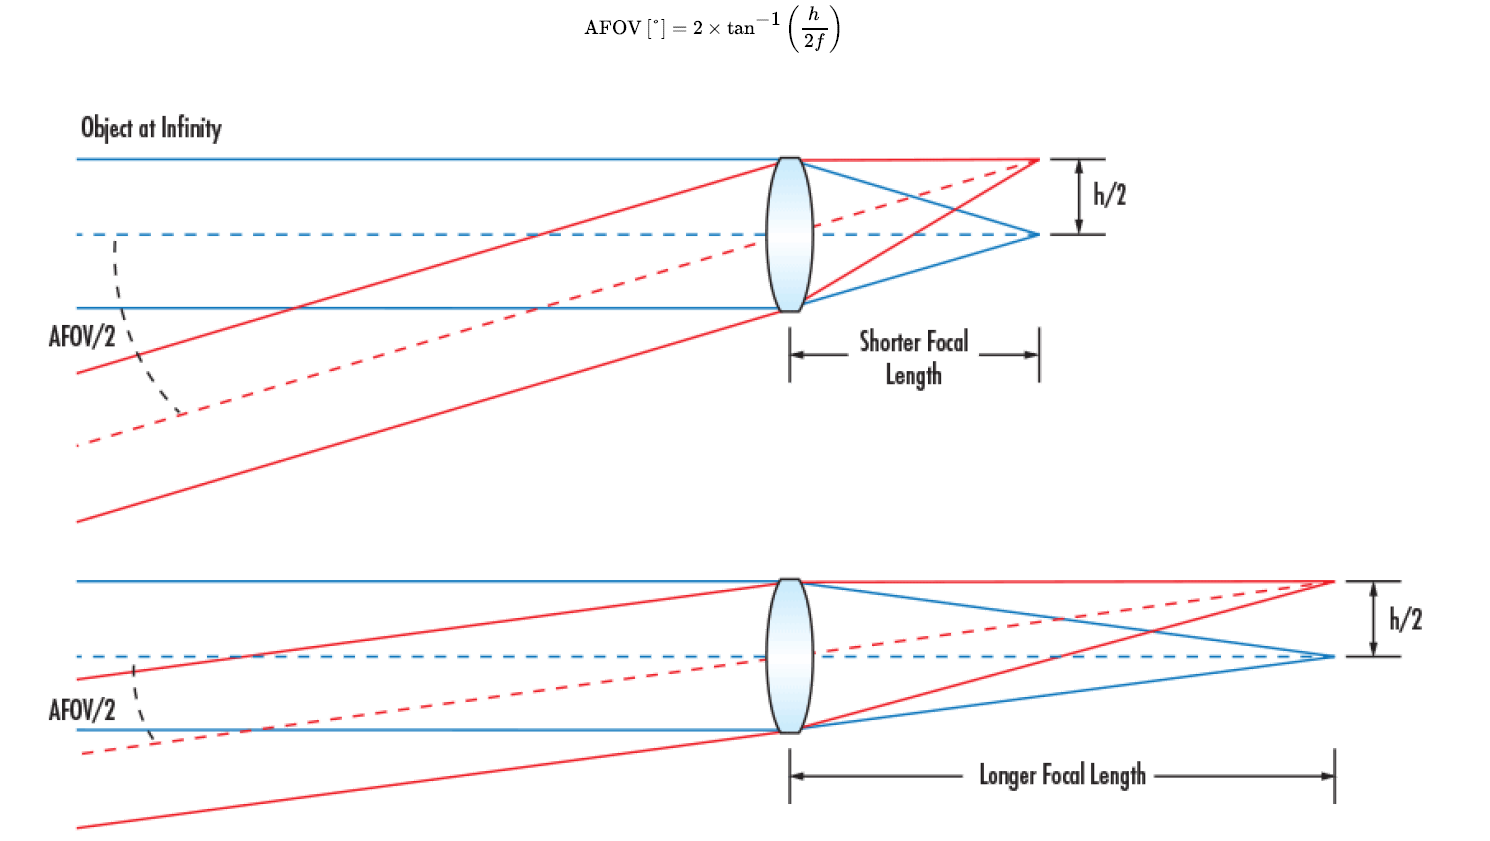 AFOV [°] = 2 × tan⁻¹ (h/2f)
Object at Infinity
h/2
AFOV/2
Shorter Focal
Length
h/2
AFOV/2
Longer Focal Length